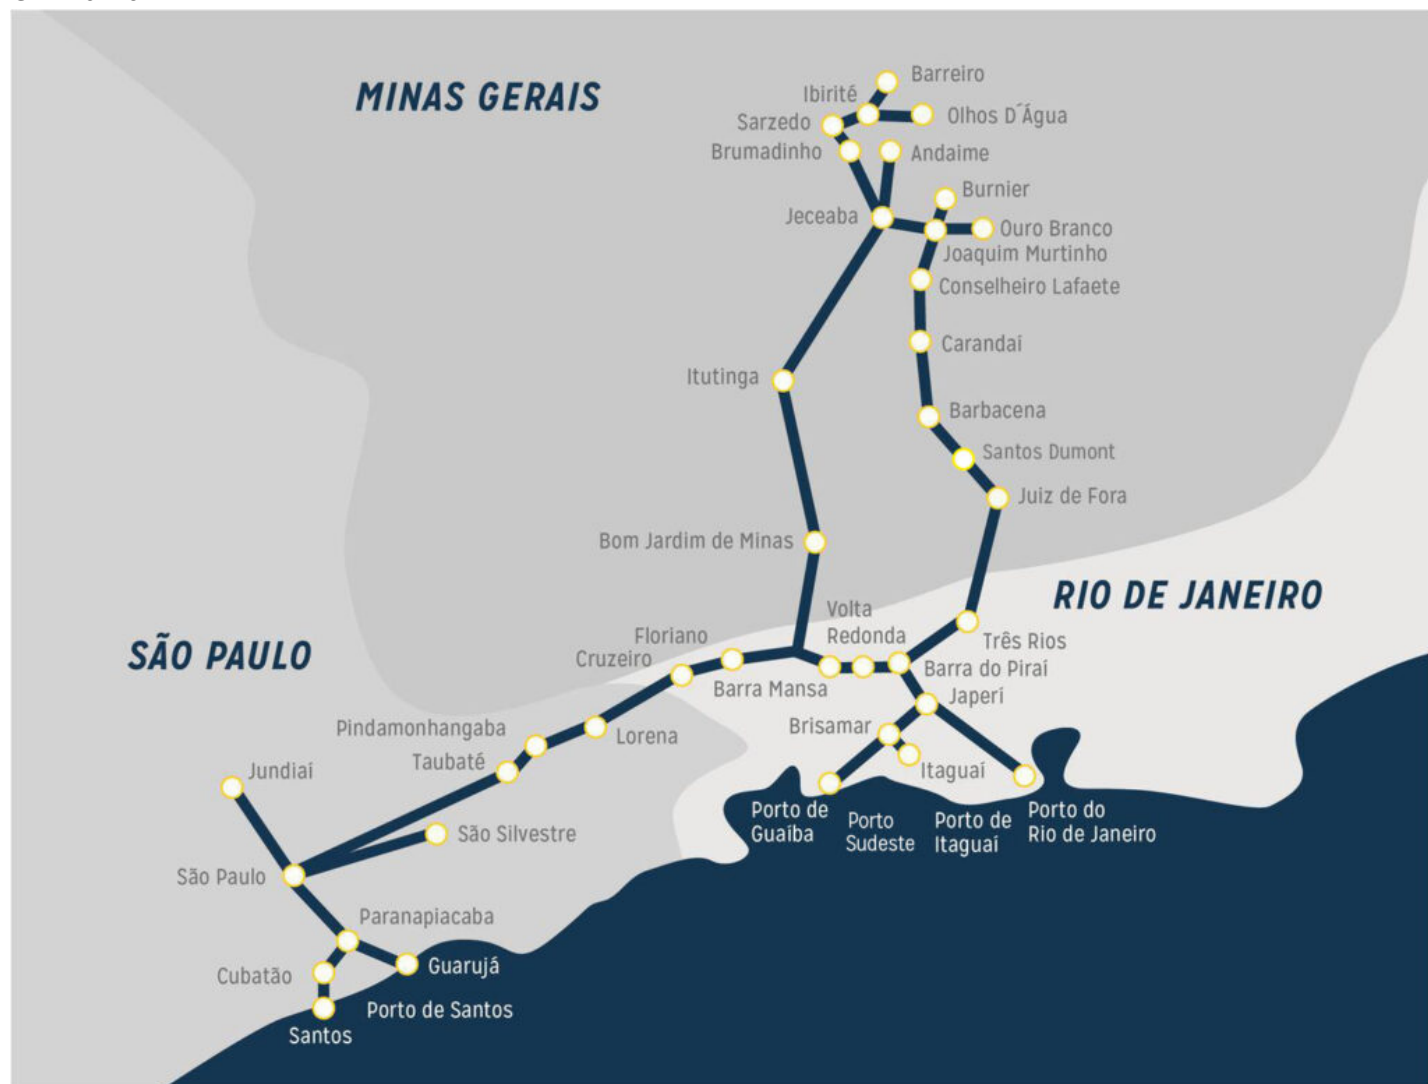 MINAS GERAIS
Barreiro
Ibirité
Olhos D´Água
Sarzedo
Brumadinho
Andaime
Burnier
Jeceaba
Ouro Branco
Joaquim Murtinho
Conselheiro Lafaete
Carandaí
Itutinga
Barbacena
Santos Dumont
Juiz de Fora
Bom Jardim de Minas
RIO DE JANEIRO
Volta
Redonda
Três Rios
SÃO PAULO
Floriano
Cruzeiro
Barra do Piraí
Barra Mansa
Japeri
Pindamonhangaba
Lorena
Brisamar
Taubaté
Jundiaí
Itaguaí
Porto de
Guaíba
Porto
Sudeste
Porto de
Itaguaí
Porto do
Rio de Janeiro
São Silvestre
São Paulo
Paranapiacaba
Cubatão
Guarujá
Porto de Santos
Santos